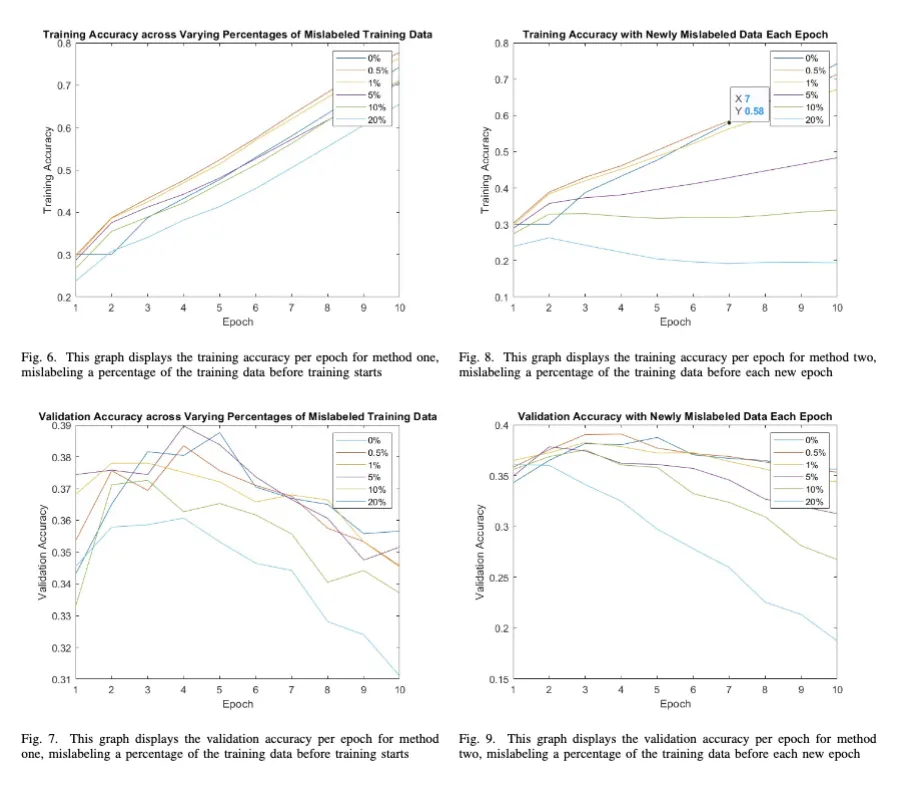 Training Accuracy across Varying Percentages of Mislabeled Training Data
0.8
0.7
0.6
0.5
0.4
0.3
0.2
Training Accuracy
0%
0.5%
1%
5%
10%
20%
1 2 3 4 5 6 7 8 9 10
Epoch
Fig. 6. This graph displays the training accuracy per epoch for method one,
mislabeling a percentage of the training data before training starts
Training Accuracy with Newly Mislabeled Data Each Epoch
0.8
0.7
0.6
0.5
0.4
0.3
0.2
0.1
Training Accuracy
X 7
Y 0.58
0%
0.5%
1%
5%
10%
20%
1 2 3 4 5 6 7 8 9 10
Epoch
Fig. 8. This graph displays the training accuracy per epoch for method two,
mislabeling a percentage of the training data before each new epoch
Validation Accuracy across Varying Percentages of Mislabeled Training Data
0.39
0.38
0.37
0.36
0.35
0.34
0.33
0.32
0.31
Validation Accuracy
0%
0.5%
1%
5%
10%
20%
1 2 3 4 5 6 7 8 9 10
Epoch
Fig. 7. This graph displays the validation accuracy per epoch for method
one, mislabeling a percentage of the training data before training starts
Validation Accuracy with Newly Mislabeled Data Each Epoch
0.4
0.35
0.3
0.25
0.2
0.15
Validation Accuracy
0%
0.5%
1%
5%
10%
20%
1 2 3 4 5 6 7 8 9 10
Epoch
Fig. 9. This graph displays the validation accuracy per epoch for method
two, mislabeling a percentage of the training data before each new epoch